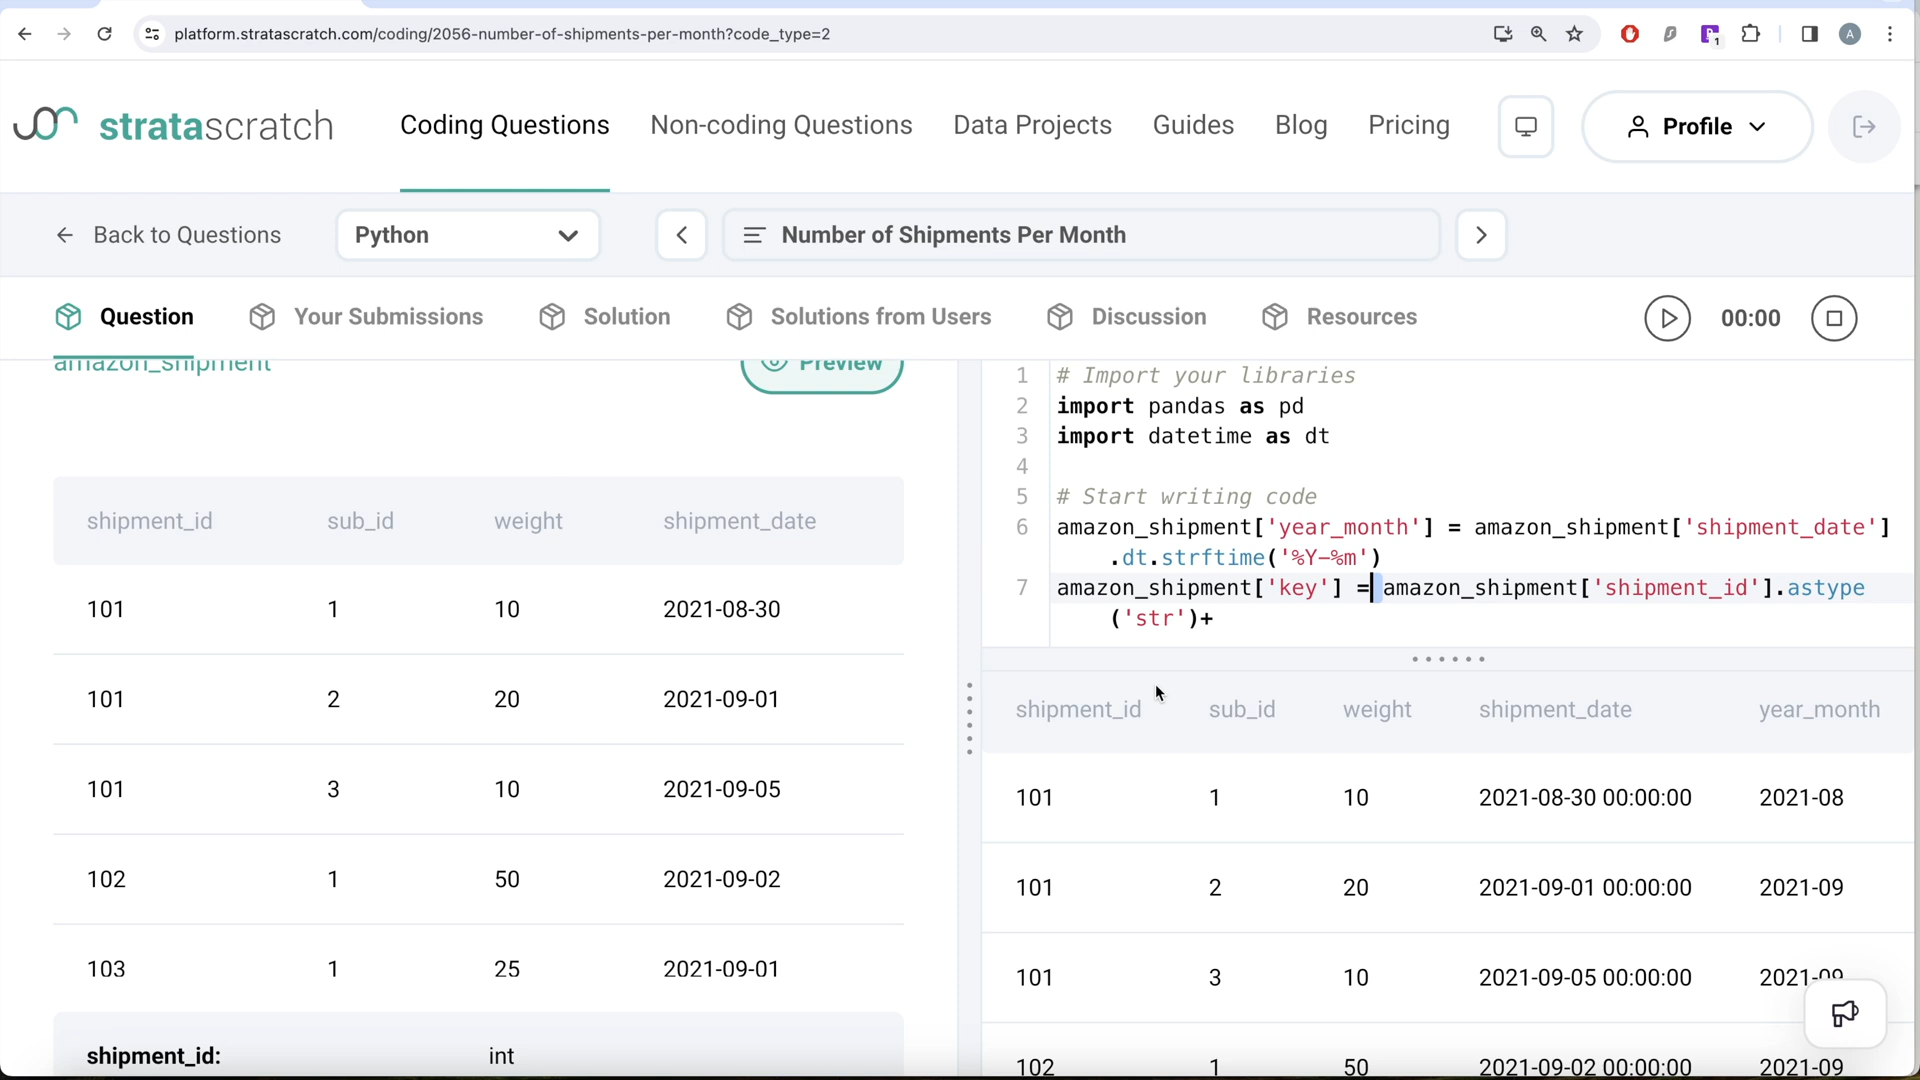 platform.stratascratch.com/coding/2056-number-of-shipments-per-month?code_type=2
1
A
stratascratch
Coding Questions
Non-coding Questions
Data Projects
Guides
Blog
Pricing
Profile
Back to Questions
Python
Number of Shipments Per Month
Question
Your Submissions
Solution
Solutions from Users
Discussion
Resources
00:00
amazon_shipment
Preview
shipment_id sub_id weight shipment_date
101 1 10 2021-08-30
101 2 20 2021-09-01
101 3 10 2021-09-05
102 1 50 2021-09-02
103 1 25 2021-09-01
shipment_id: int
1 # Import your libraries
2 import pandas as pd
3 import datetime as dt
4
5 # Start writing code
6 amazon_shipment['year_month'] = amazon_shipment['shipment_date']
.dt.strftime('%Y-%m')
7 amazon_shipment['key'] = amazon_shipment['shipment_id'].astype
('str')+
shipment_id sub_id weight shipment_date year_month
101 1 10 2021-08-30 00:00:00 2021-08
101 2 20 2021-09-01 00:00:00 2021-09
101 3 10 2021-09-05 00:00:00 2021-09
102 1 50 2021-09-02 00:00:00 2021-09